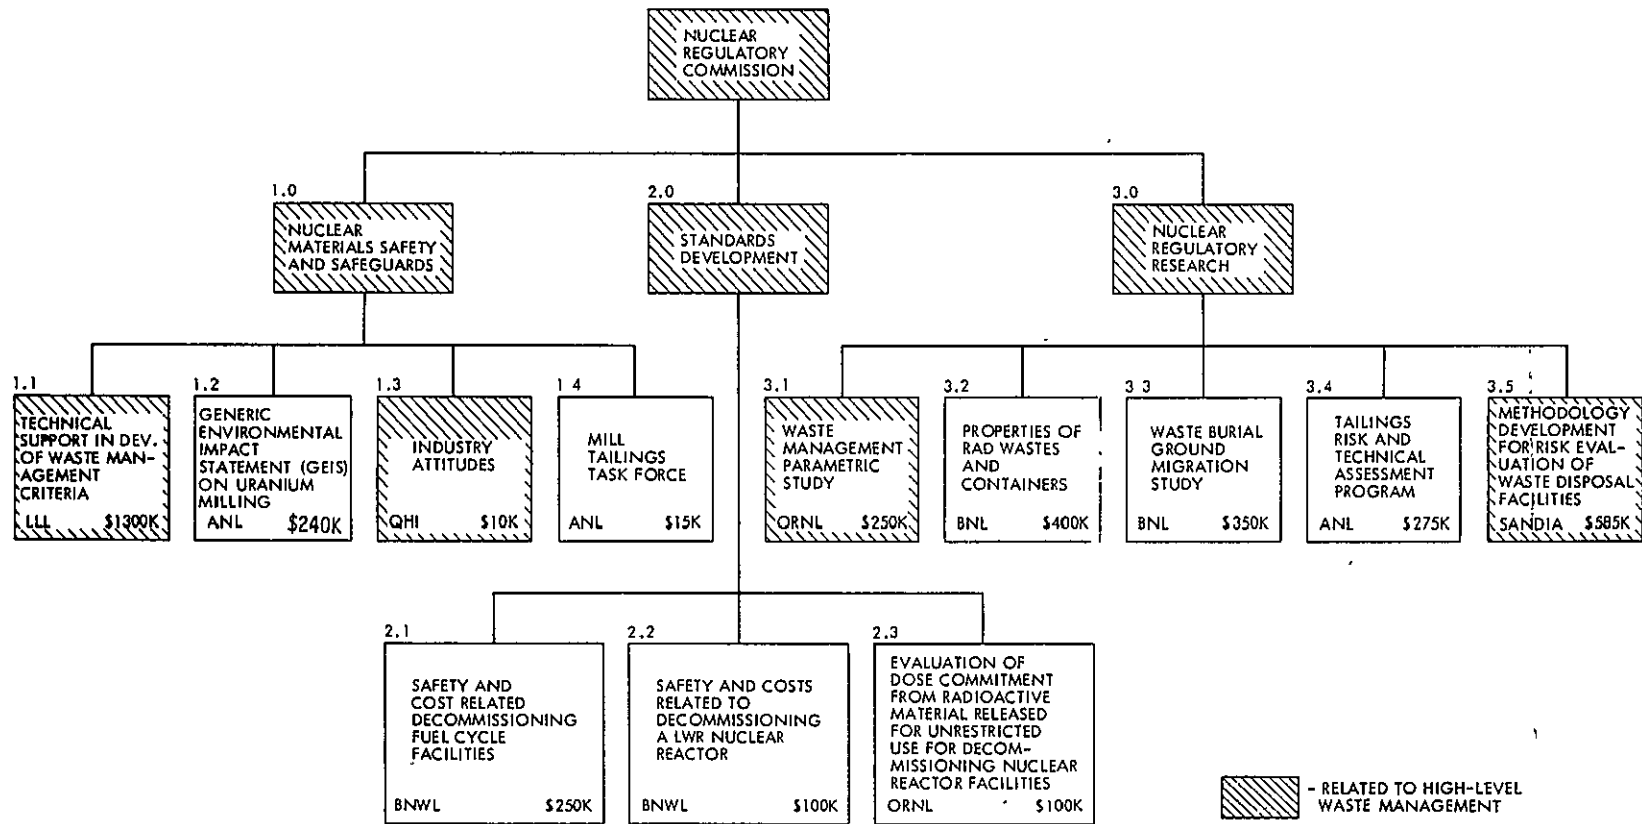 NUCLEAR
REGULATORY
COMMISSION
1.0
NUCLEAR
MATERIALS SAFETY
AND SAFEGUARDS
2.0
STANDARDS
DEVELOPMENT
3.0
NUCLEAR
REGULATORY
RESEARCH
1.1
TECHNICAL
SUPPORT IN DEV.
OF WASTE MAN-
AGEMENT
CRITERIA
LLL $1300K
1.2
GENERIC
ENVIRONMENTAL
IMPACT
STATEMENT (GEIS)
ON URANIUM
MILLING
ANL $240K
1.3
INDUSTRY
ATTITUDES
QHI $10K
1 4
MILL
TAILINGS
TASK FORCE
ANL $15K
3.1
WASTE
MANAGEMENT
PARAMETRIC
STUDY
ORNL $250K
3.2
PROPERTIES OF
RAD WASTES
AND
CONTAINERS
BNL $400K
3 3
WASTE BURIAL
GROUND
MIGRATION
STUDY
BNL $350K
3.4
TAILINGS
RISK AND
TECHNICAL
ASSESSMENT
PROGRAM
ANL $275K
3.5
METHODOLOGY
DEVELOPMENT
FOR RISK EVAL-
UATION OF
WASTE DISPOSAL
FACILITIES
SANDIA $585K
2.1
SAFETY AND
COST RELATED
DECOMMISSIONING
FUEL CYCLE
FACILITIES
BNWL $250K
2.2
SAFETY AND COSTS
RELATED TO
DECOMMISSIONING
A LWR NUCLEAR
REACTOR
BNWL $100K
2.3
EVALUATION OF
DOSE COMMITMENT
FROM RADIOACTIVE
MATERIAL RELEASED
FOR UNRESTRICTED
USE FOR DECOM-
MISSIONING NUCLEAR
REACTOR FACILITIES
ORNL $100K
- RELATED TO HIGH-LEVEL
WASTE MANAGEMENT